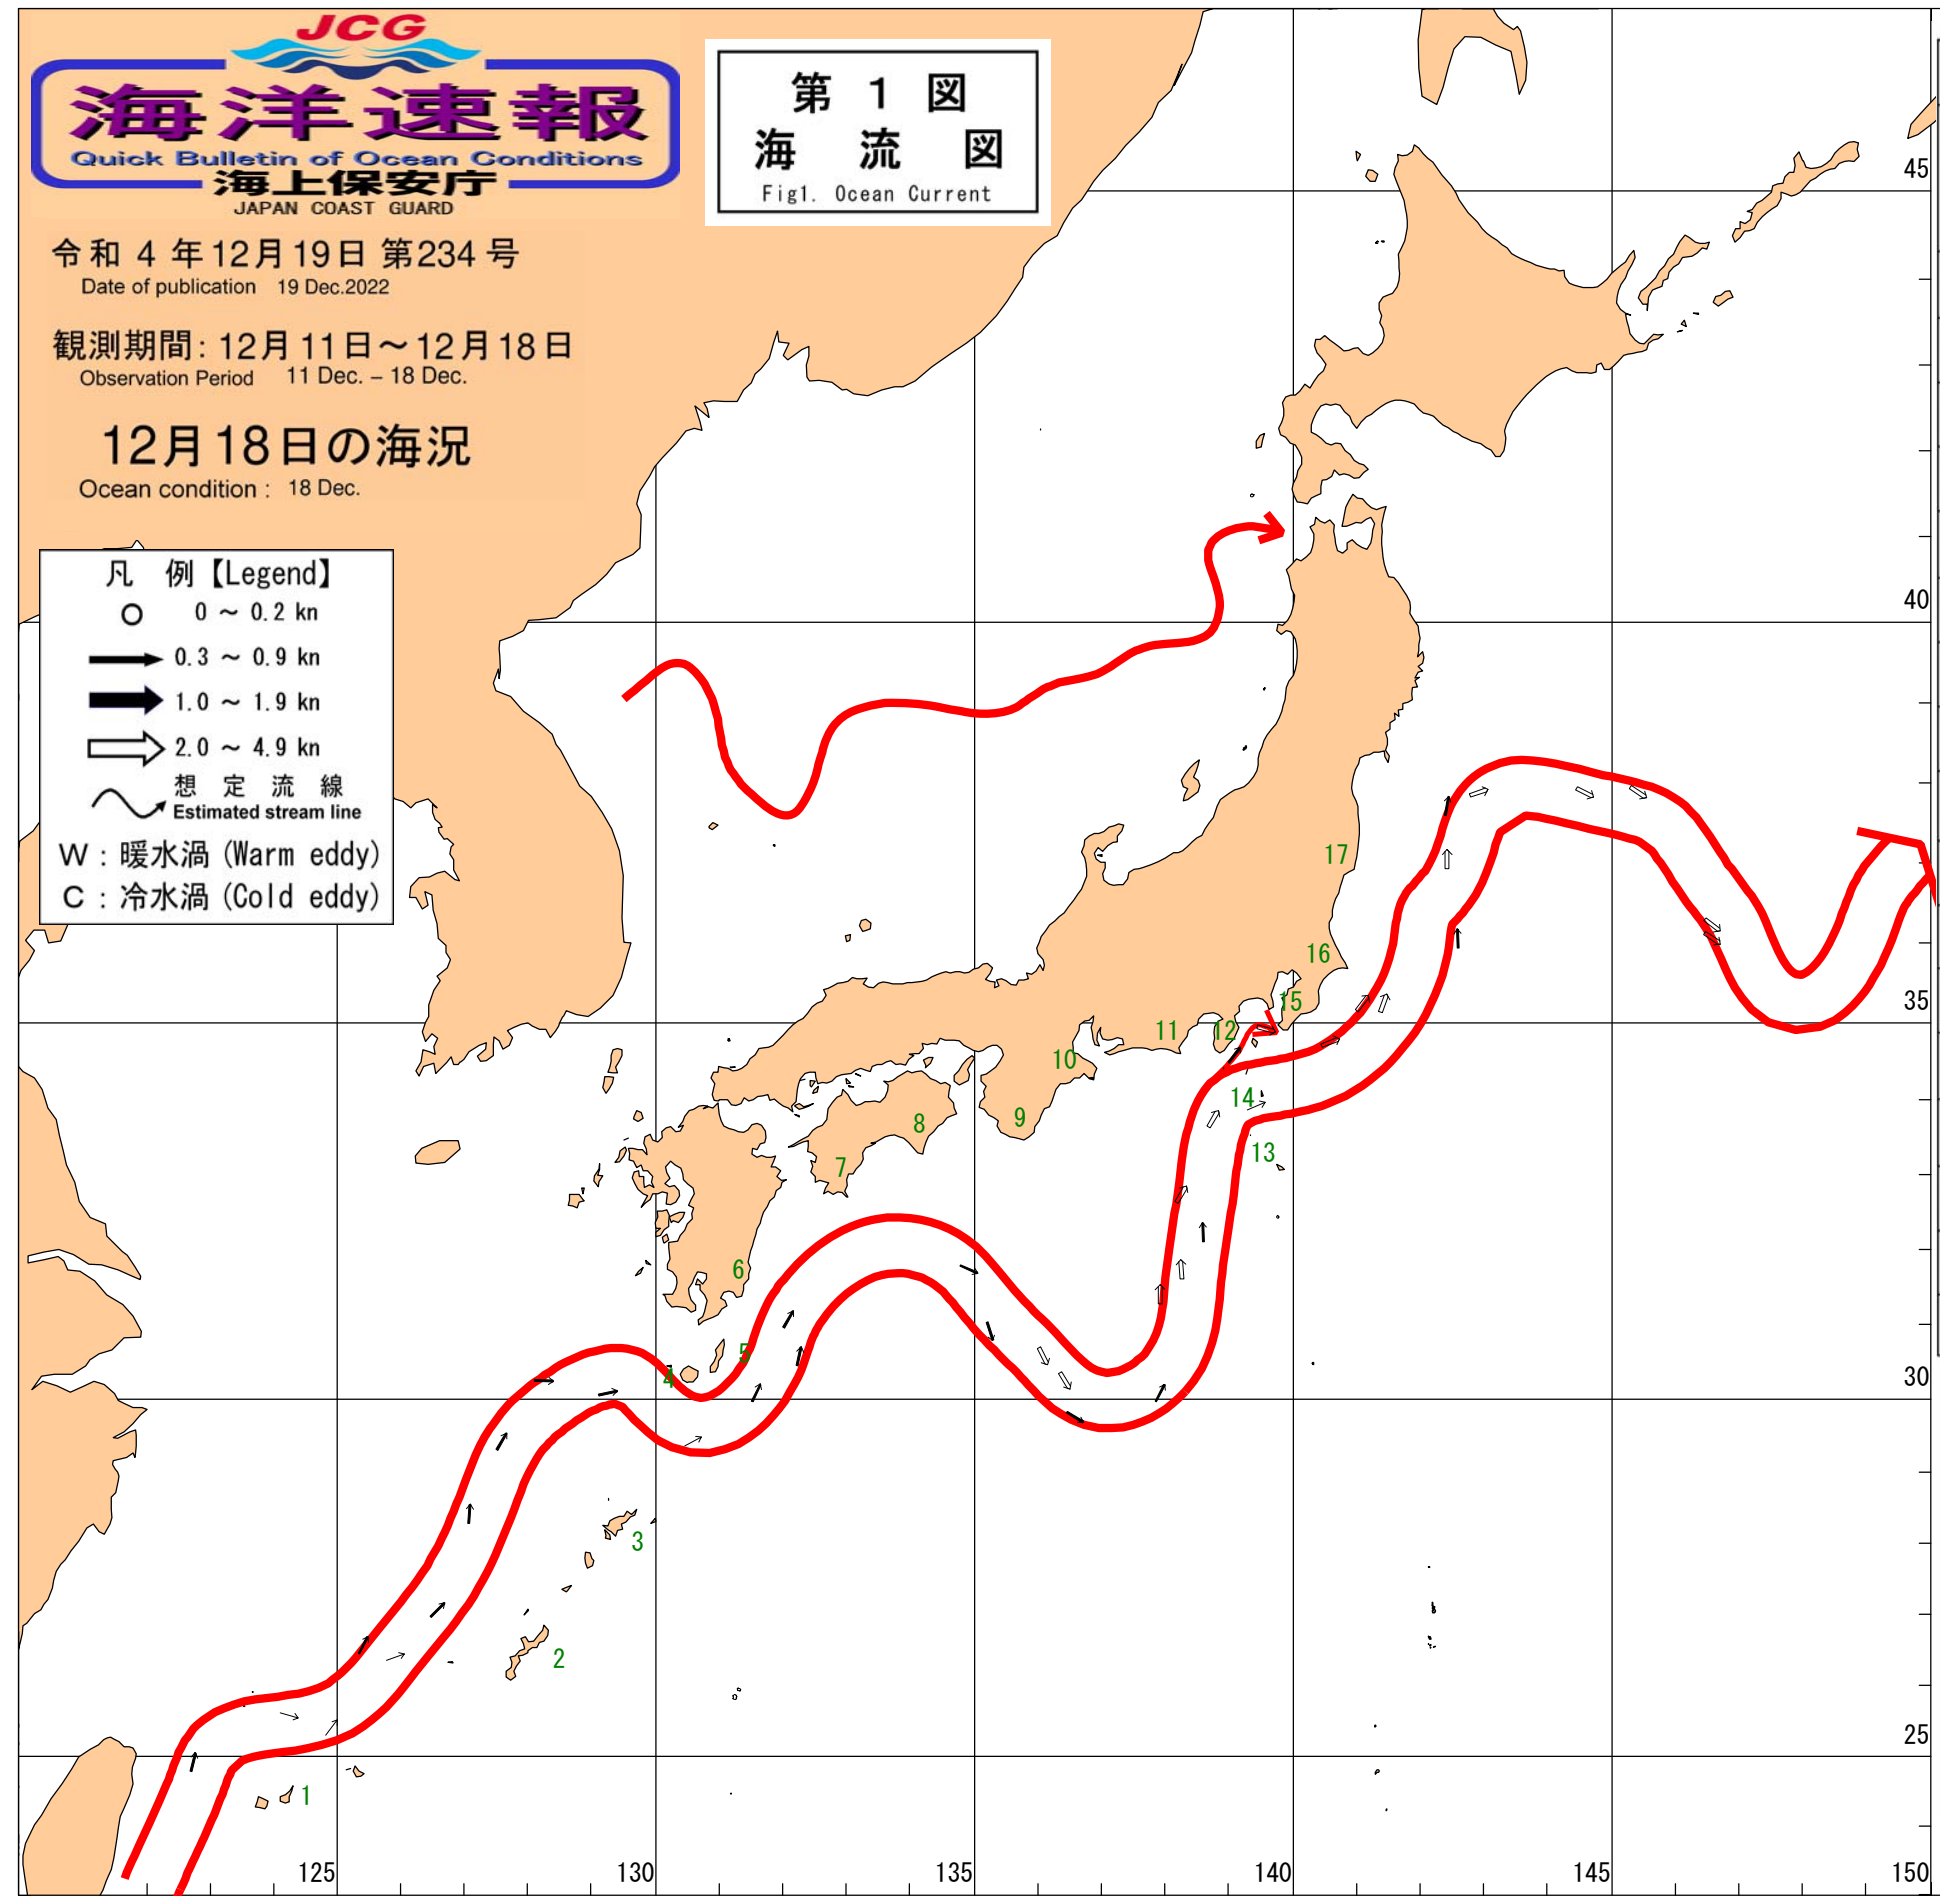 JCG
海洋速報
Quick Bulletin of Ocean Conditions
海上保安庁
JAPAN COAST GUARD
第 1 図
海 流 図
Fig1. Ocean Current
令和 4 年12月19日 第234号
Date of publication 19 Dec.2022
観測期間: 12月11日～12月18日
Observation Period 11 Dec. – 18 Dec.
12月18日の海況
Ocean condition : 18 Dec.
凡 例【Legend】
0 ～ 0.2 kn
0.3 ～ 0.9 kn
1.0 ～ 1.9 kn
2.0 ～ 4.9 kn
想 定 流 線
Estimated stream line
W : 暖水渦 (Warm eddy)
C : 冷水渦 (Cold eddy)
45
40
17
16
35
15
12
11
10
14
9
8
13
7
6
5
4
30
3
2
25
1
125
130
135
140
145
150